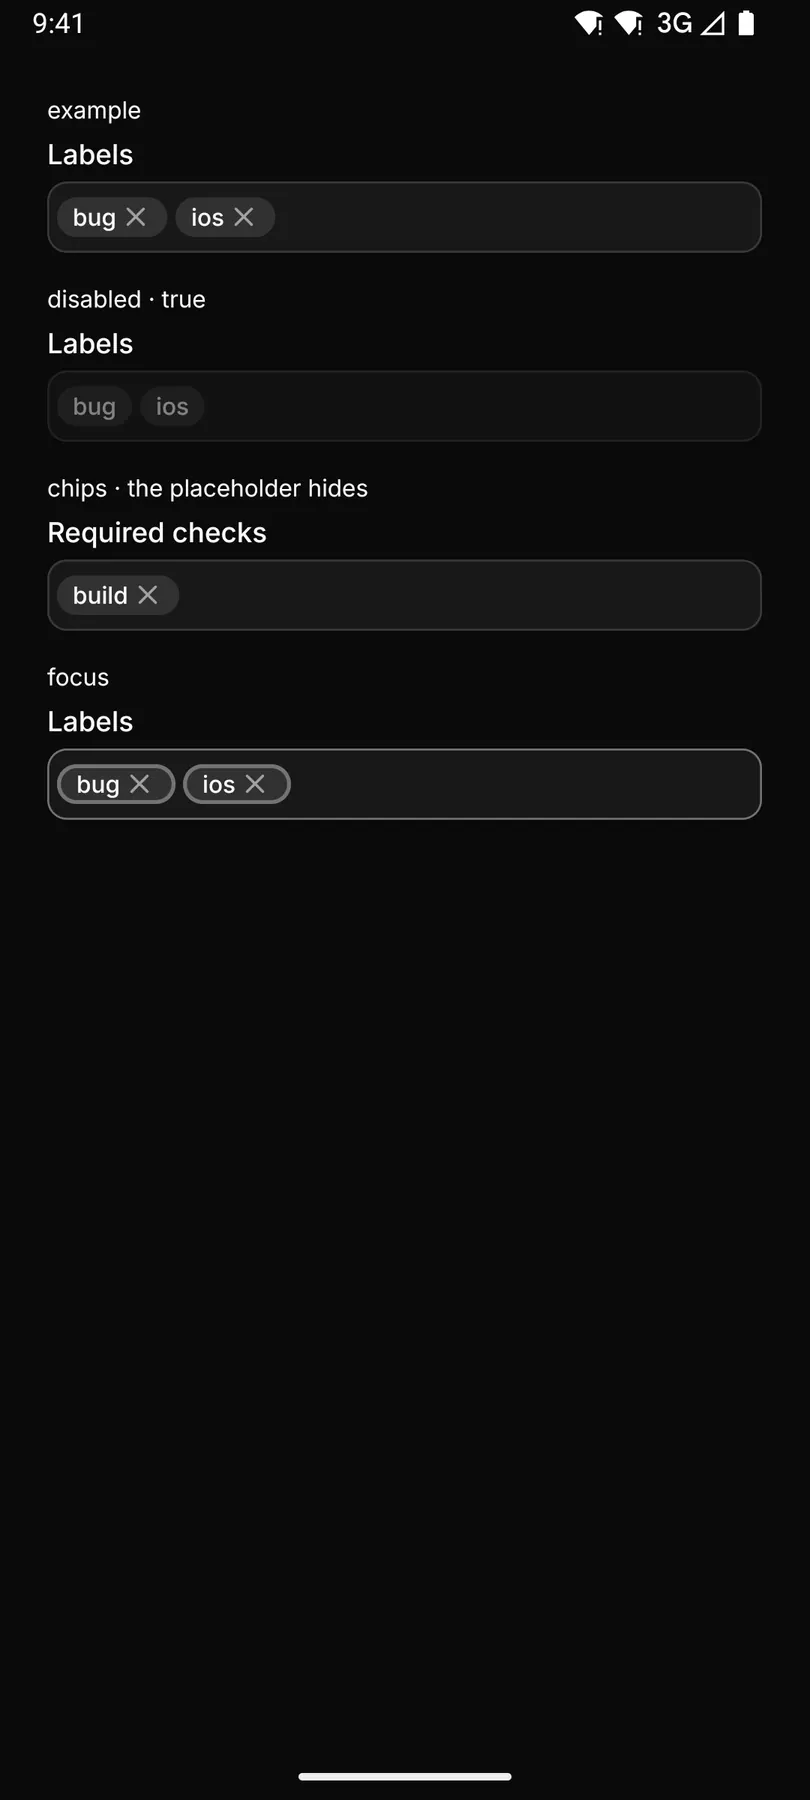 9:41
3G
example
Labels
bug
ios
disabled · true
Labels
bug
ios
chips · the placeholder hides
Required checks
build
focus
Labels
bug
ios